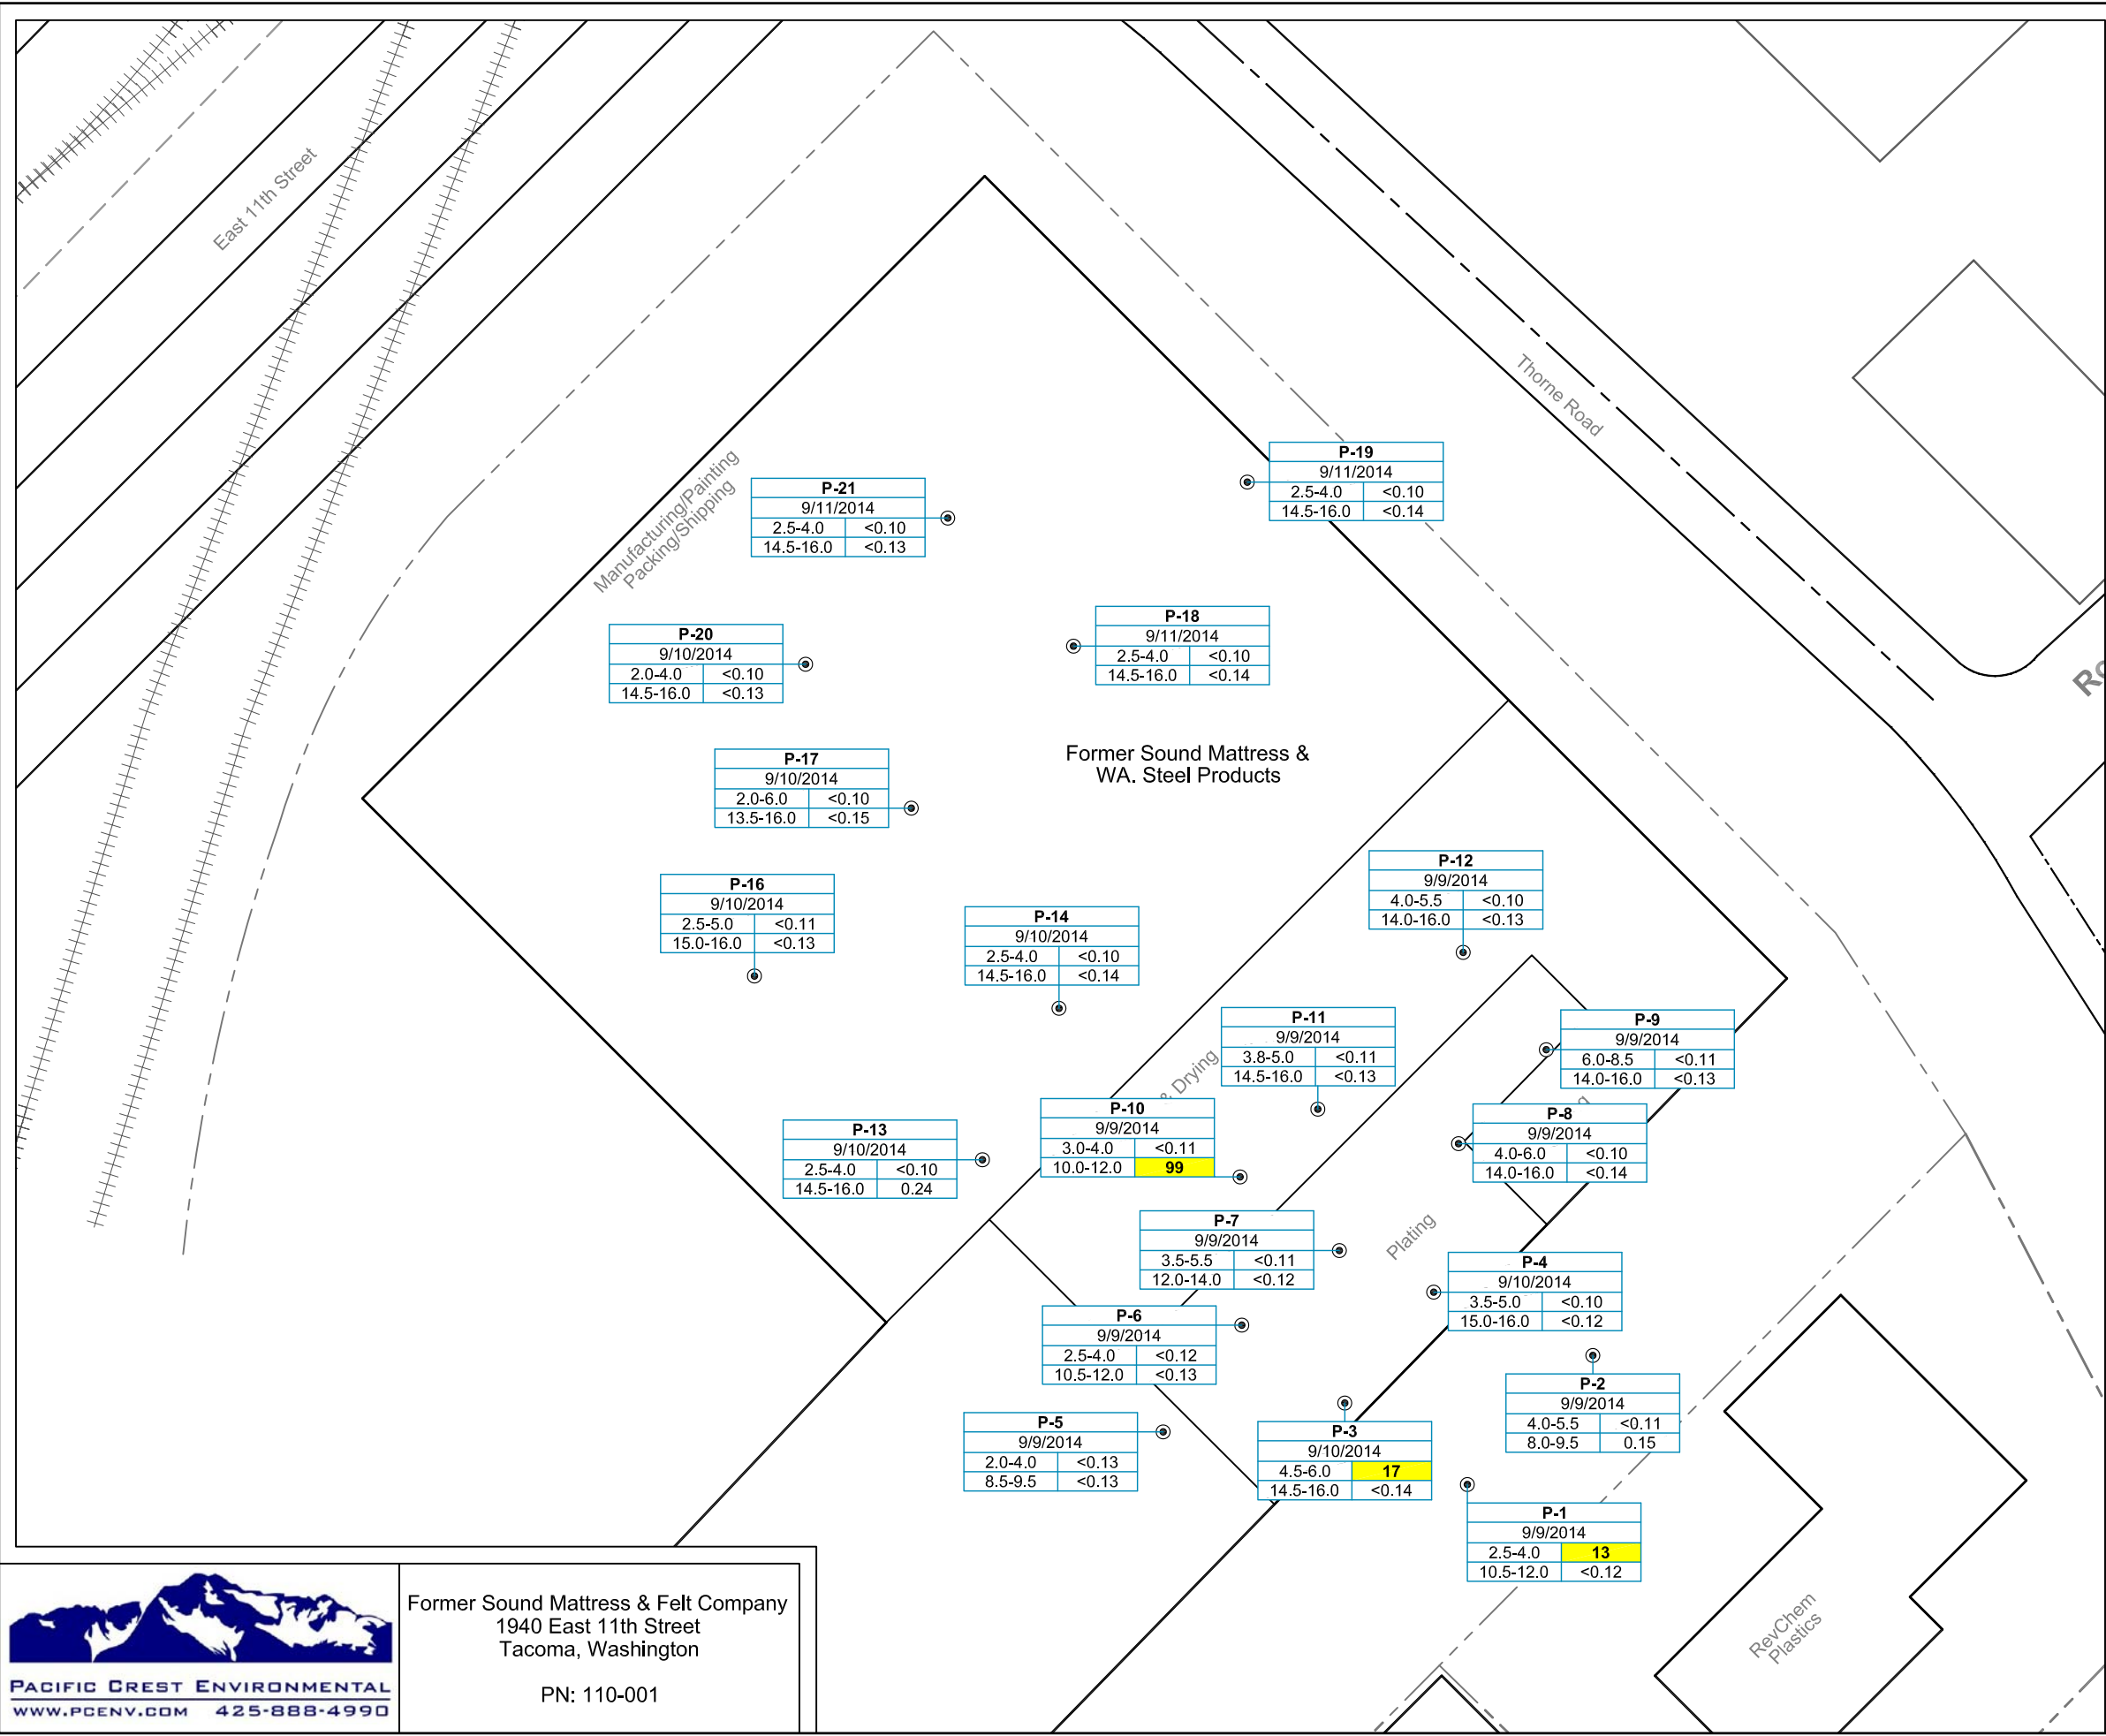 East 11th Street
Thorne Road
Ro
Manufacturing/Painting
Packing/Shipping
P-19
9/11/2014
2.5-4.0 <0.10
14.5-16.0 <0.14
P-21
9/11/2014
2.5-4.0 <0.10
14.5-16.0 <0.13
P-18
9/11/2014
2.5-4.0 <0.10
14.5-16.0 <0.14
P-20
9/10/2014
2.0-4.0 <0.10
14.5-16.0 <0.13
Former Sound Mattress &
WA. Steel Products
P-17
9/10/2014
2.0-6.0 <0.10
13.5-16.0 <0.15
P-12
9/9/2014
4.0-5.5 <0.10
14.0-16.0 <0.13
P-16
9/10/2014
2.5-5.0 <0.11
15.0-16.0 <0.13
P-14
9/10/2014
2.5-4.0 <0.10
14.5-16.0 <0.14
P-11
9/9/2014
3.8-5.0 <0.11
14.5-16.0 <0.13
P-9
9/9/2014
6.0-8.5 <0.11
14.0-16.0 <0.13
& Drying
P-10
9/9/2014
3.0-4.0 <0.11
10.0-12.0 99
g
P-8
9/9/2014
4.0-6.0 <0.10
14.0-16.0 <0.14
P-13
9/10/2014
2.5-4.0 <0.10
14.5-16.0 0.24
P-7
9/9/2014
3.5-5.5 <0.11
12.0-14.0 <0.12
Plating
P-4
9/10/2014
3.5-5.0 <0.10
15.0-16.0 <0.12
P-6
9/9/2014
2.5-4.0 <0.12
10.5-12.0 <0.13
P-2
9/9/2014
4.0-5.5 <0.11
8.0-9.5 0.15
P-5
9/9/2014
2.0-4.0 <0.13
8.5-9.5 <0.13
P-3
9/10/2014
4.5-6.0 17
14.5-16.0 <0.14
P-1
9/9/2014
2.5-4.0 13
10.5-12.0 <0.12
RevChem
Plastics
Former Sound Mattress & Felt Company
1940 East 11th Street
Tacoma, Washington
PN: 110-001
PACIFIC CREST ENVIRONMENTAL
WWW.PCENV.COM 425-888-4990